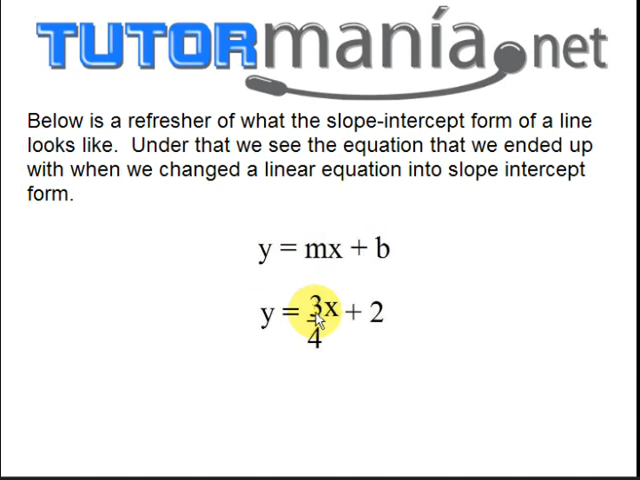 TUTORmanía.net
Below is a refresher of what the slope-intercept form of a line
looks like. Under that we see the equation that we ended up
with when we changed a linear equation into slope intercept
form.
y = mx + b
y = 3x + 2
4